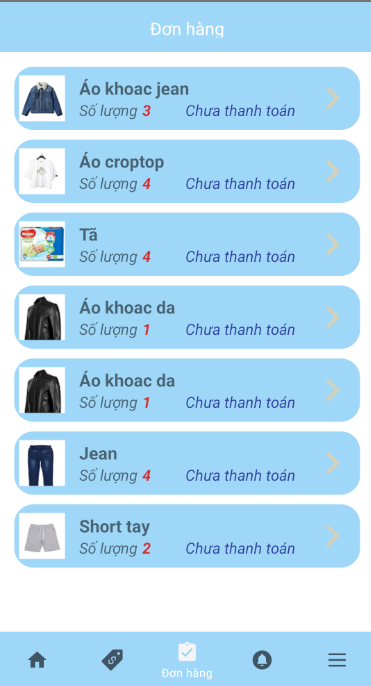 Đơn hàng
Áo khoac jean
Số lượng 3 Chưa thanh toán
Áo croptop
Số lượng 4 Chưa thanh toán
Tã
Số lượng 4 Chưa thanh toán
Áo khoac da
Số lượng 1 Chưa thanh toán
Áo khoac da
Số lượng 1 Chưa thanh toán
Jean
Số lượng 4 Chưa thanh toán
Short tay
Số lượng 2 Chưa thanh toán
Đơn hàng